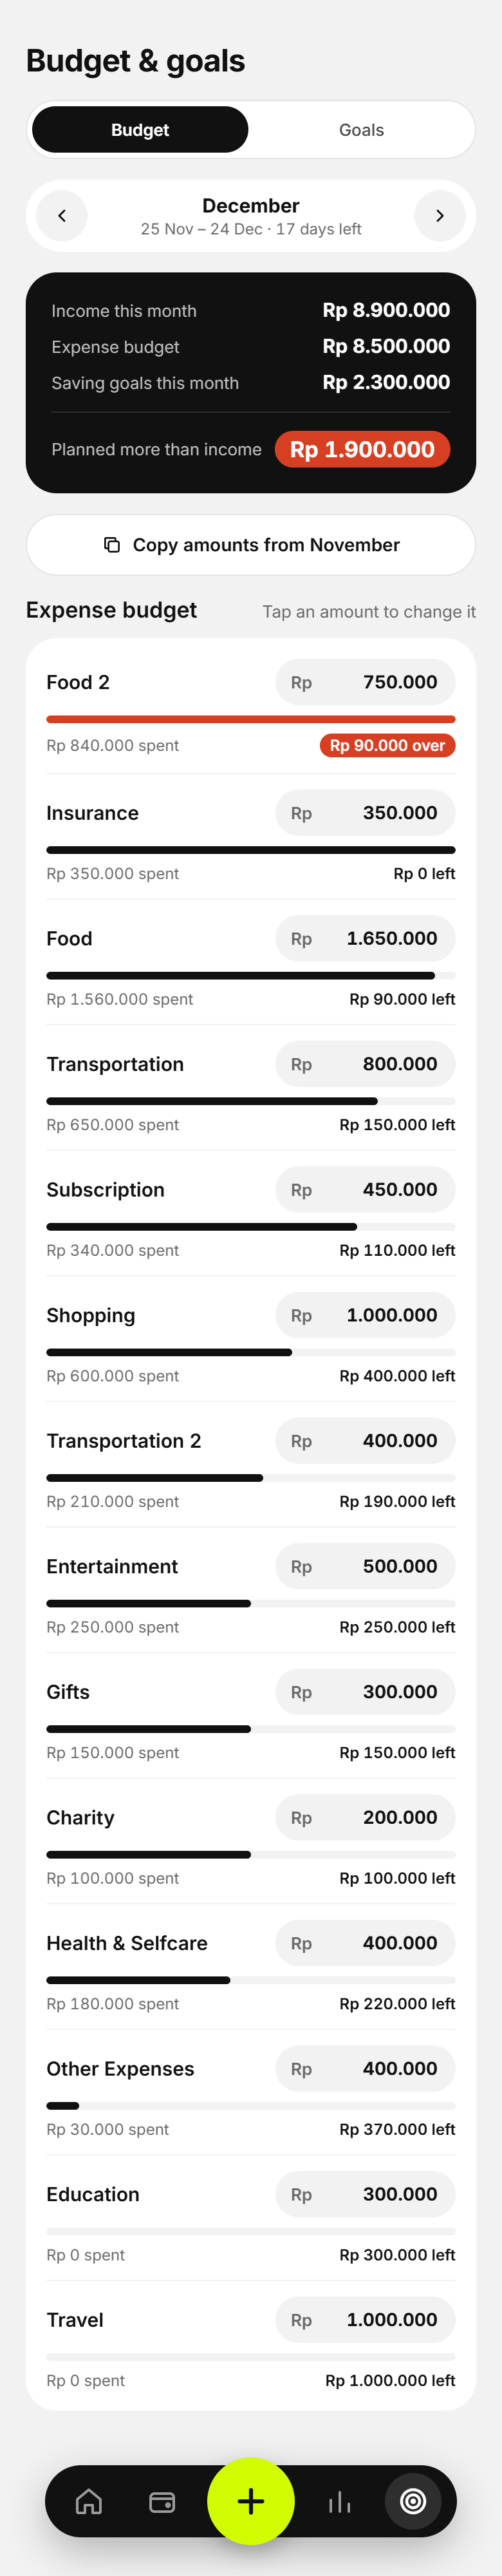 Budget & goals
Budget Goals
December
25 Nov – 24 Dec · 17 days left
Income this month Rp 8.900.000
Expense budget Rp 8.500.000
Saving goals this month Rp 2.300.000
Planned more than income Rp 1.900.000
Copy amounts from November
Expense budget Tap an amount to change it
Food 2 Rp 750.000
Rp 840.000 spent Rp 90.000 over
Insurance Rp 350.000
Rp 350.000 spent Rp 0 left
Food Rp 1.650.000
Rp 1.560.000 spent Rp 90.000 left
Transportation Rp 800.000
Rp 650.000 spent Rp 150.000 left
Subscription Rp 450.000
Rp 340.000 spent Rp 110.000 left
Shopping Rp 1.000.000
Rp 600.000 spent Rp 400.000 left
Transportation 2 Rp 400.000
Rp 210.000 spent Rp 190.000 left
Entertainment Rp 500.000
Rp 250.000 spent Rp 250.000 left
Gifts Rp 300.000
Rp 150.000 spent Rp 150.000 left
Charity Rp 200.000
Rp 100.000 spent Rp 100.000 left
Health & Selfcare Rp 400.000
Rp 180.000 spent Rp 220.000 left
Other Expenses Rp 400.000
Rp 30.000 spent Rp 370.000 left
Education Rp 300.000
Rp 0 spent Rp 300.000 left
Travel Rp 1.000.000
Rp 0 spent Rp 1.000.000 left